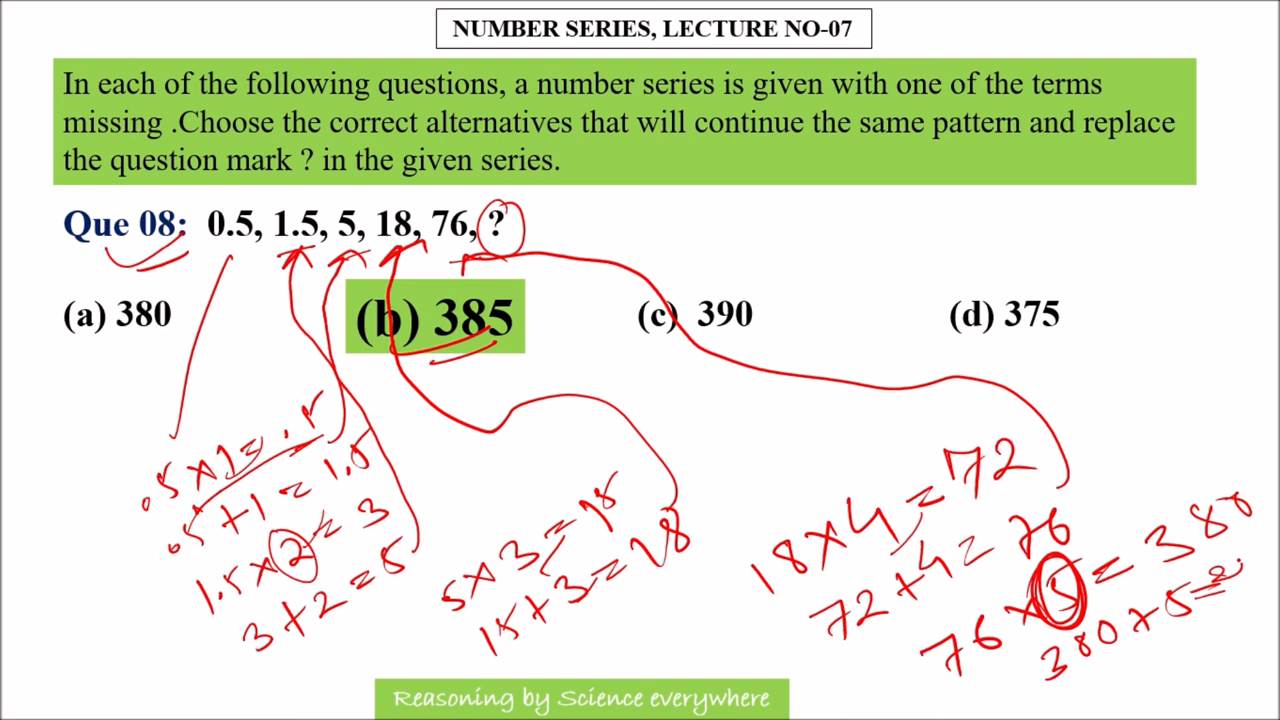 NUMBER SERIES, LECTURE NO-07
In each of the following questions, a number series is given with one of the terms
missing .Choose the correct alternatives that will continue the same pattern and replace
the question mark ? in the given series.
Que 08: 0.5, 1.5, 5, 18, 76, ?
(a) 380 (b) 385 (c) 390 (d) 375
.5 × 1 = .5
.5 + 1 = 1.5
1.5 × 2 = 3
3 + 2 = 5
5 × 3 = 15
15 + 3 = 18
18 × 4 = 72
72 + 4 = 76
76 × 5 = 380
380 + 5 =
Reasoning by Science everywhere